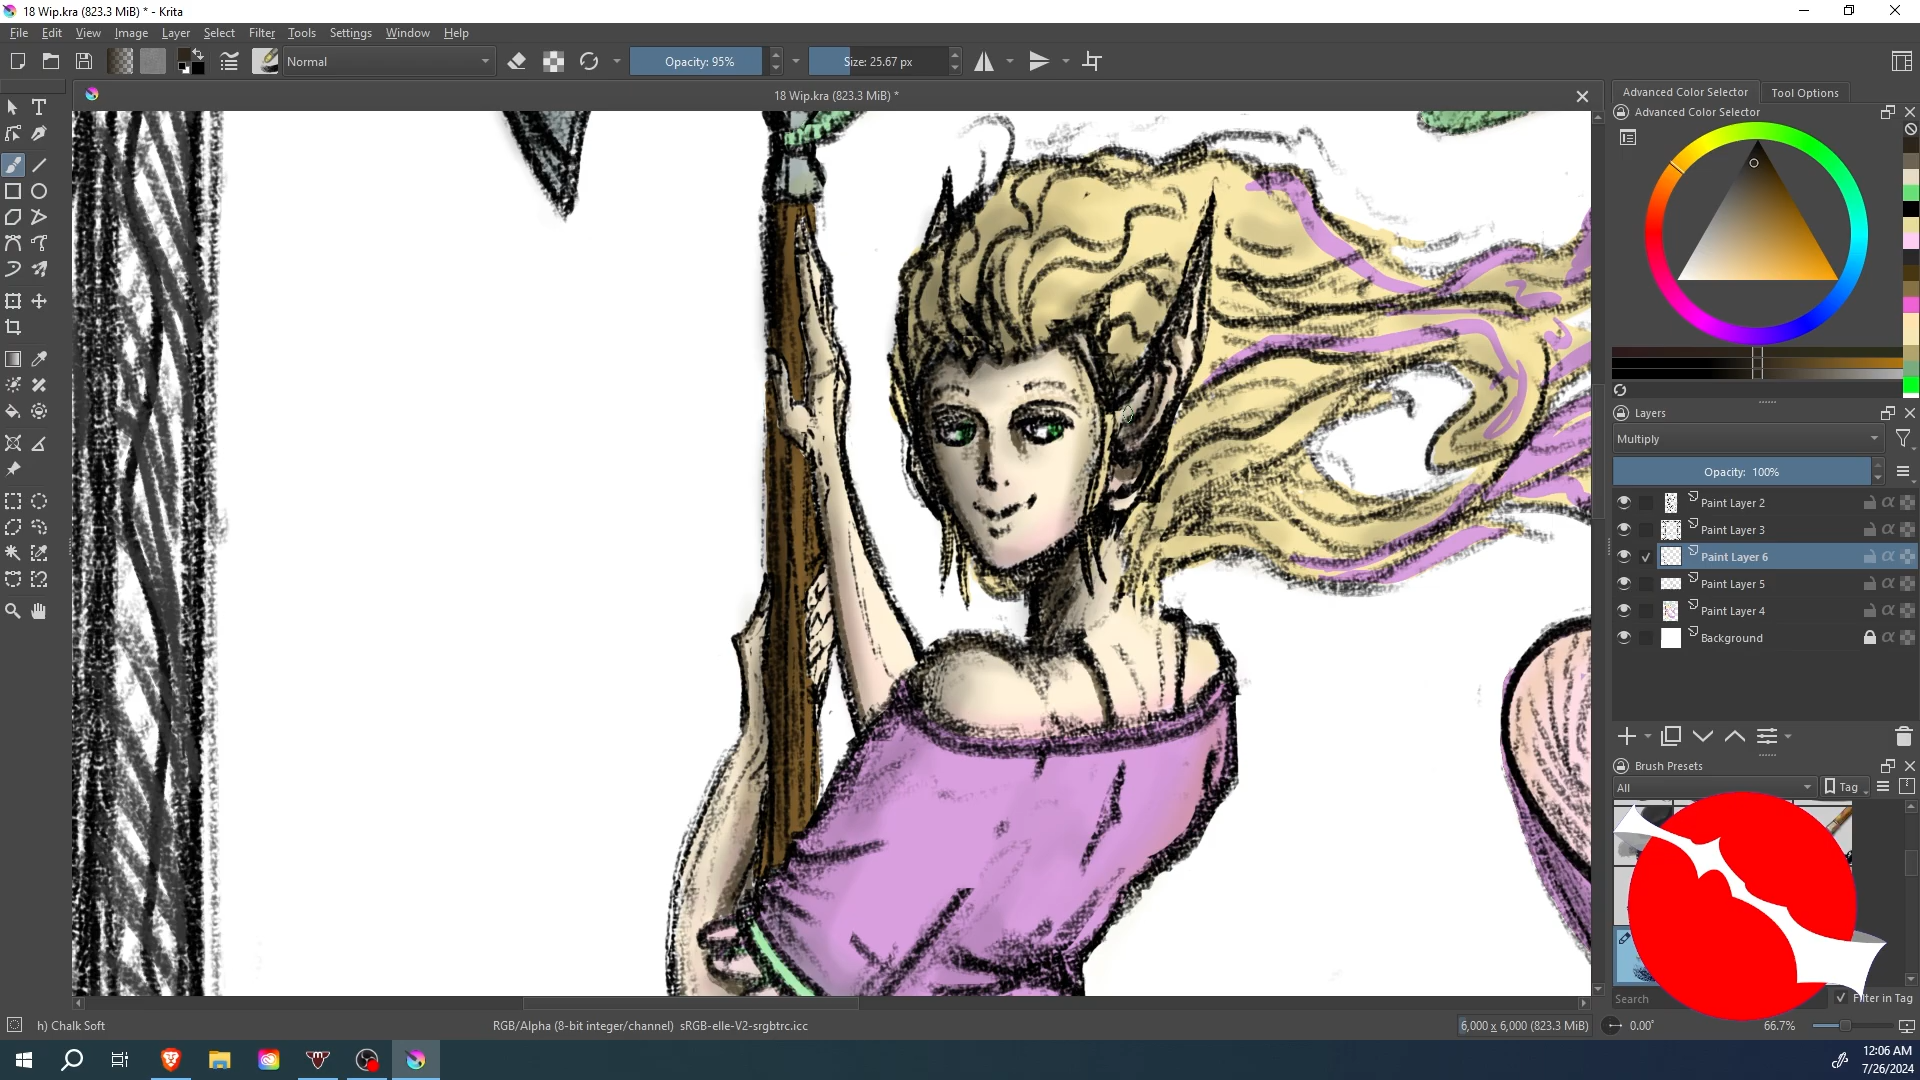 18 Wip.kra (823.3 MiB) * - Krita
File Edit View Image Layer Select Filter Tools Settings Window Help
Normal
Opacity: 95%
Size: 25.67 px
18 Wip.kra (823.3 MiB) *
Advanced Color Selector
Tool Options
Advanced Color Selector
Layers
Multiply
Opacity: 100%
Paint Layer 2
Paint Layer 3
Paint Layer 6
Paint Layer 5
Paint Layer 4
Background
Brush Presets
All
Tag
Search
Filter in Tag
h) Chalk Soft
RGB/Alpha (8-bit integer/channel) sRGB-elle-V2-srgbtrc.icc
6,000 x 6,000 (823.3 MiB)
0.00°
66.7%
12:06 AM
7/26/2024